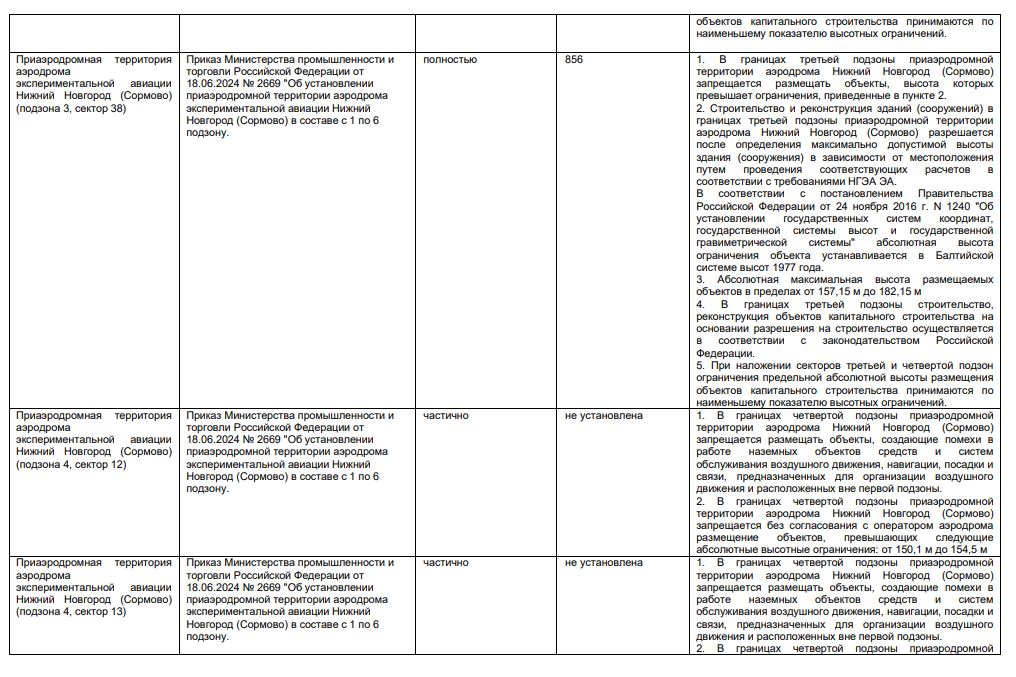 объектов капитального строительства принимаются по
наименьшему показателю высотных ограничений.
Приаэродромная территория
аэродрома
экспериментальной авиации
Нижний Новгород (Сормово)
(подзона 3, сектор 38)
Приказ Министерства промышленности и
торговли Российской Федерации от
18.06.2024 № 2669 "Об установлении
приаэродромной территории аэродрома
экспериментальной авиации Нижний
Новгород (Сормово) в составе с 1 по 6
подзону.
полностью
856
1. В границах третьей подзоны приаэродромной
территории аэродрома Нижний Новгород (Сормово)
запрещается размещать объекты, высота которых
превышает ограничения, приведенные в пункте 2.
2. Строительство и реконструкция зданий (сооружений) в
границах третьей подзоны приаэродромной территории
аэродрома Нижний Новгород (Сормово) разрешается
после определения максимально допустимой высоты
здания (сооружения) в зависимости от местоположения
путем проведения соответствующих расчетов в
соответствии с требованиями НГЭА ЭА.
В соответствии с постановлением Правительства
Российской Федерации от 24 ноября 2016 г. N 1240 "Об
установлении государственных систем координат,
государственной системы высот и государственной
гравиметрической системы" абсолютная высота
ограничения объекта устанавливается в Балтийской
системе высот 1977 года.
3. Абсолютная максимальная высота размещаемых
объектов в пределах от 157,15 м до 182,15 м
4. В границах третьей подзоны строительство,
реконструкция объектов капитального строительства на
основании разрешения на строительство осуществляется
в соответствии с законодательством Российской
Федерации.
5. При наложении секторов третьей и четвертой подзон
ограничения предельной абсолютной высоты размещения
объектов капитального строительства принимаются по
наименьшему показателю высотных ограничений.
Приаэродромная территория
аэродрома
экспериментальной авиации
Нижний Новгород (Сормово)
(подзона 4, сектор 12)
Приказ Министерства промышленности и
торговли Российской Федерации от
18.06.2024 № 2669 "Об установлении
приаэродромной территории аэродрома
экспериментальной авиации Нижний
Новгород (Сормово) в составе с 1 по 6
подзону.
частично
не установлена
1. В границах четвертой подзоны приаэродромной
территории аэродрома Нижний Новгород (Сормово)
запрещается размещать объекты, создающие помехи в
работе наземных объектов средств и систем
обслуживания воздушного движения, навигации, посадки и
связи, предназначенных для организации воздушного
движения и расположенных вне первой подзоны.
2. В границах четвертой подзоны приаэродромной
территории аэродрома Нижний Новгород (Сормово)
запрещается без согласования с оператором аэродрома
размещение объектов, превышающих следующие
абсолютные высотные ограничения: от 150,1 м до 154,5 м
Приаэродромная территория
аэродрома
экспериментальной авиации
Нижний Новгород (Сормово)
(подзона 4, сектор 13)
Приказ Министерства промышленности и
торговли Российской Федерации от
18.06.2024 № 2669 "Об установлении
приаэродромной территории аэродрома
экспериментальной авиации Нижний
Новгород (Сормово) в составе с 1 по 6
подзону.
частично
не установлена
1. В границах четвертой подзоны приаэродромной
территории аэродрома Нижний Новгород (Сормово)
запрещается размещать объекты, создающие помехи в
работе наземных объектов средств и систем
обслуживания воздушного движения, навигации, посадки и
связи, предназначенных для организации воздушного
движения и расположенных вне первой подзоны.
2. В границах четвертой подзоны приаэродромной